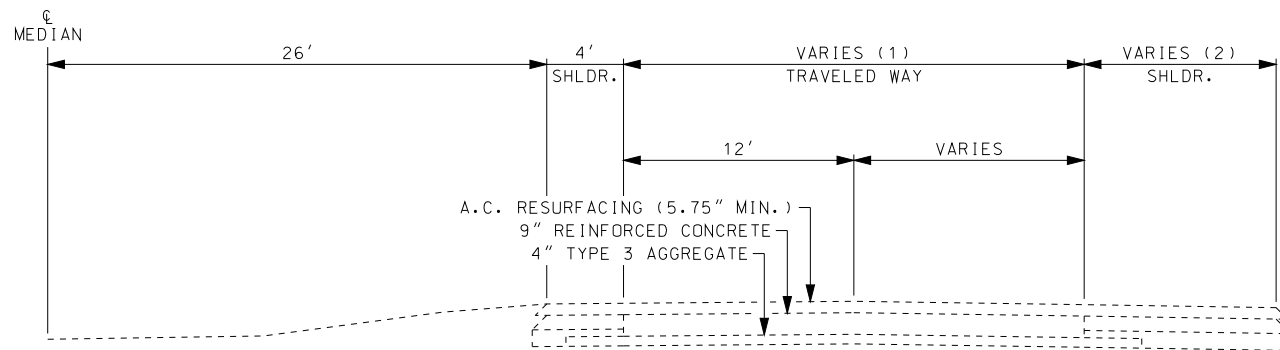 ℄
MEDIAN
26' 4' VARIES (1) VARIES (2)
SHLDR. TRAVELED WAY SHLDR.
12' VARIES
A.C. RESURFACING (5.75" MIN.)
9" REINFORCED CONCRETE
4" TYPE 3 AGGREGATE